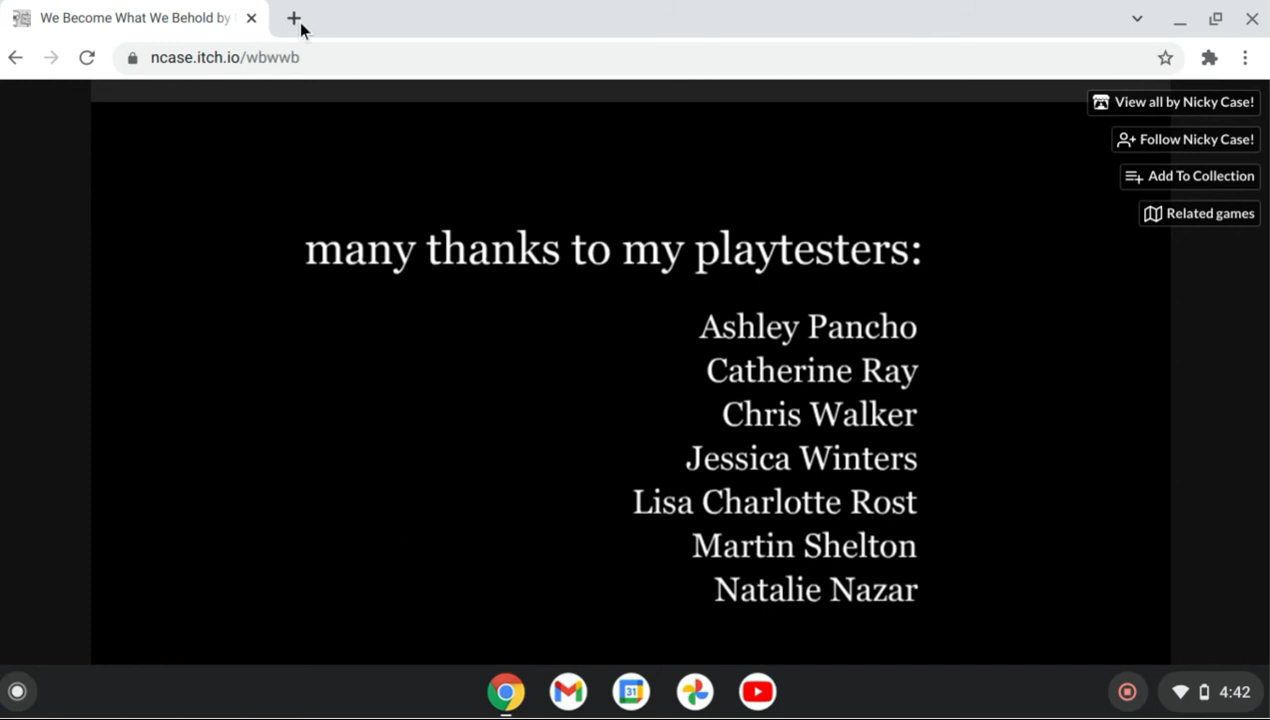 We Become What We Behold by
ncase.itch.io/wbwwb
View all by Nicky Case!
Follow Nicky Case!
Add To Collection
Related games
many thanks to my playtesters:
Ashley Pancho
Catherine Ray
Chris Walker
Jessica Winters
Lisa Charlotte Rost
Martin Shelton
Natalie Nazar
31
4:42